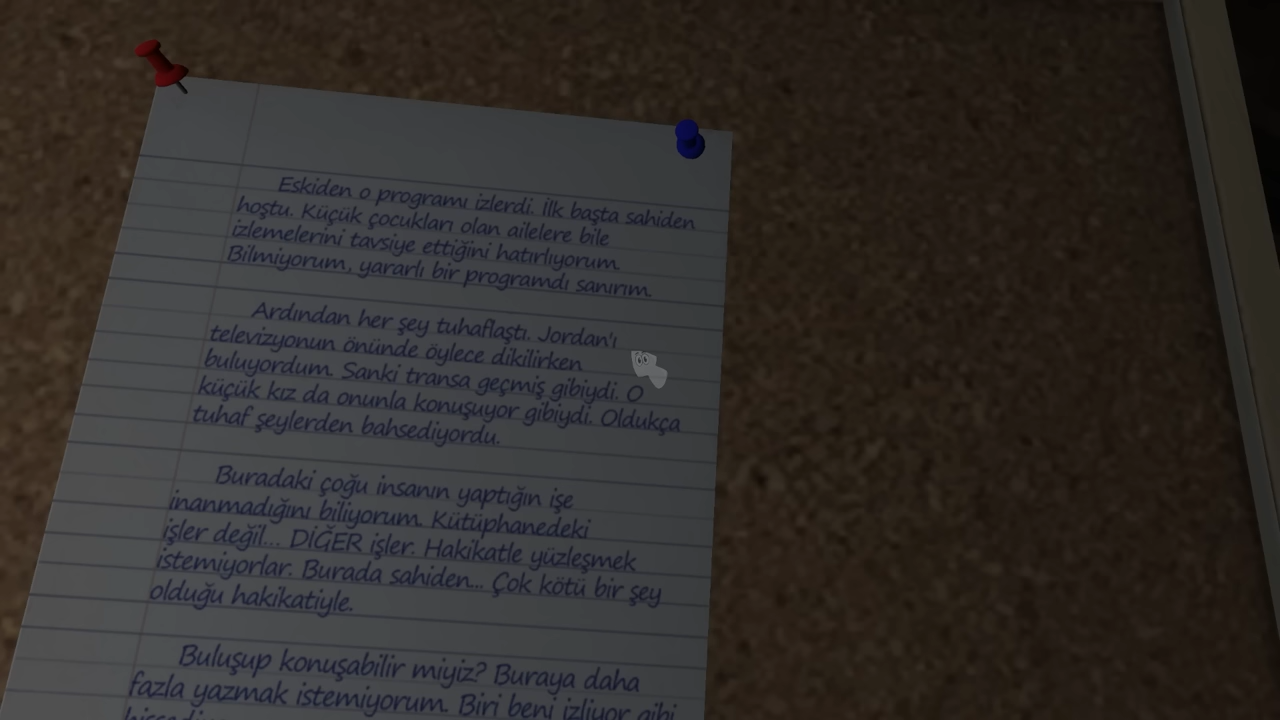 Eskiden o programı izlerdi. İlk başta sahiden
hoştu. Küçük çocukları olan ailelere bile
izlemelerini tavsiye ettiğini hatırlıyorum.
Bilmiyorum, yararlı bir programdı sanırım.
Ardından her şey tuhaflaştı. Jordan'ı
televizyonun önünde öylece dikilirken
buluyordum. Sanki transa geçmiş gibiydi. O
küçük kız da onunla konuşuyor gibiydi. Oldukça
tuhaf şeylerden bahsediyordu.
Buradaki çoğu insanın yaptığın işe
inanmadığını biliyorum. Kütüphanedeki
işler değil... DİĞER işler. Hakikatle yüzleşmek
istemiyorlar. Burada sahiden... Çok kötü bir şey
olduğu hakikatiyle.
Buluşup konuşabilir miyiz? Buraya daha
fazla yazmak istemiyorum. Biri beni izliyor gibi